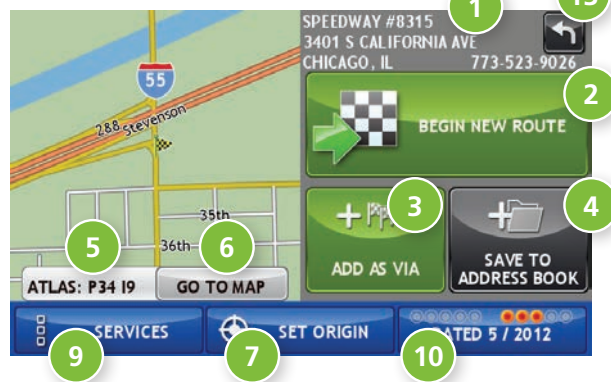 1
13
SPEEDWAY #8315
3401 S CALIFORNIA AVE
CHICAGO, IL 773-523-9026
55
288
Stevenson
BEGIN NEW ROUTE
2
35th
36th
3
ADD AS VIA
4
SAVE TO
ADDRESS BOOK
5
6
ATLAS: P34 I9
GO TO MAP
SERVICES
SET ORIGIN
DATED 5 / 2012
9
7
10